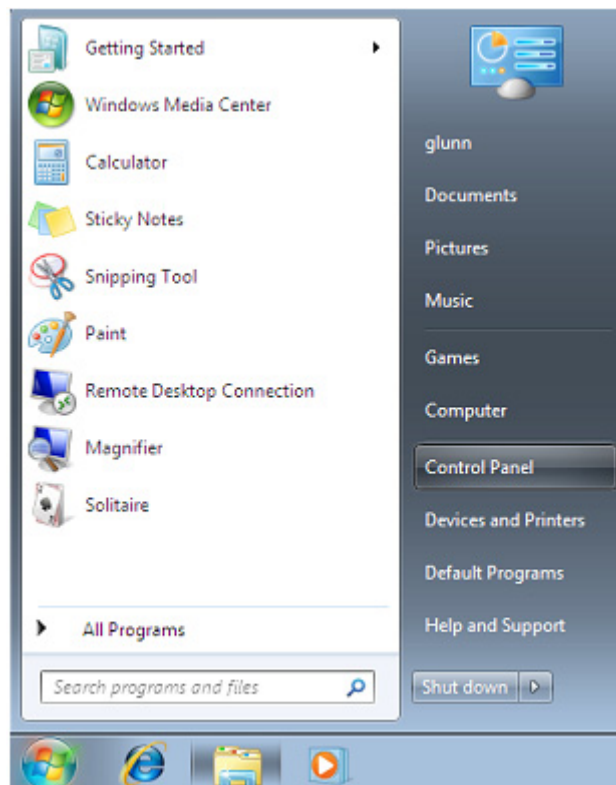 Getting Started
Windows Media Center
Calculator
Sticky Notes
Snipping Tool
Paint
Remote Desktop Connection
Magnifier
Solitaire
All Programs
Search programs and files
glunn
Documents
Pictures
Music
Games
Computer
Control Panel
Devices and Printers
Default Programs
Help and Support
Shut down